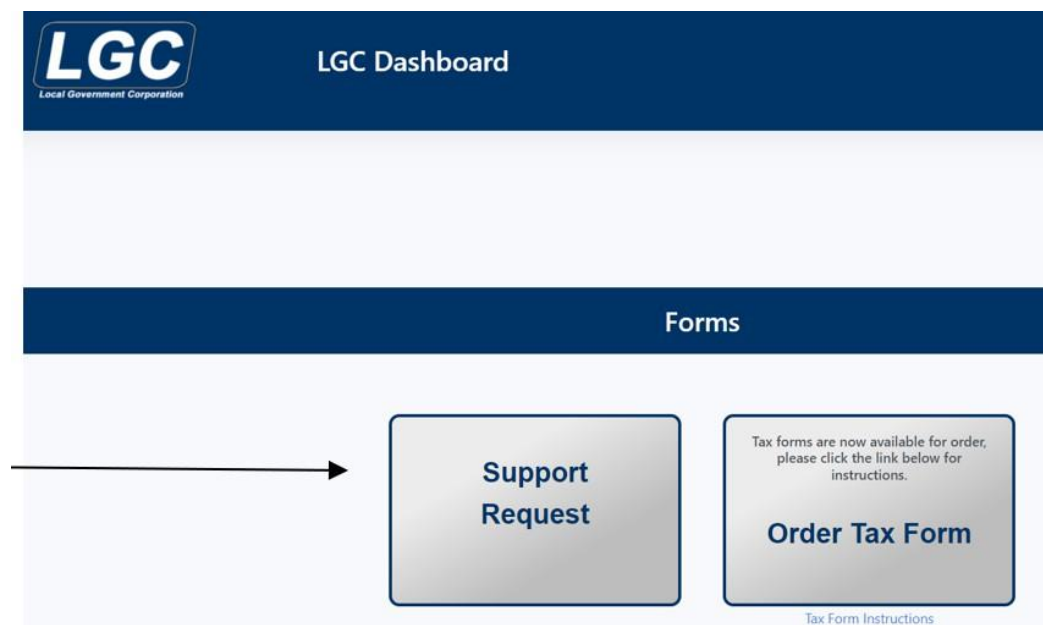 LGC
Local Government Corporation
LGC Dashboard
Forms
Support
Request
Tax forms are now available for order,
please click the link below for
instructions.
Order Tax Form
Tax Form Instructions